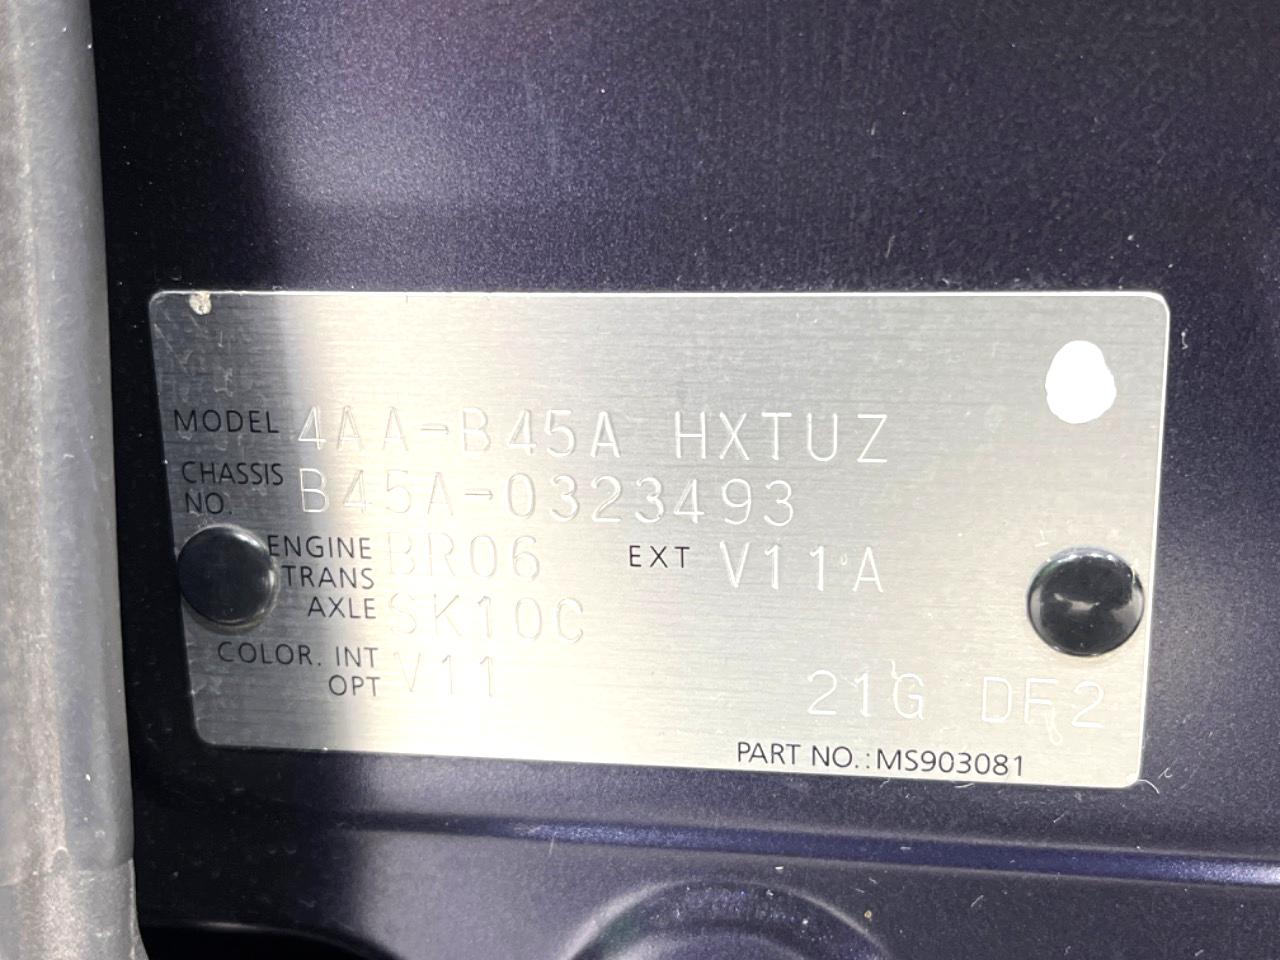 MODEL 4AA-B45A HXTUZ
CHASSIS NO. B45A-0323493
ENGINE BR06 EXT V11 A
TRANS AXLE SK10C
COLOR. INT V11
OPT
21G DF2
PART NO.:MS903081